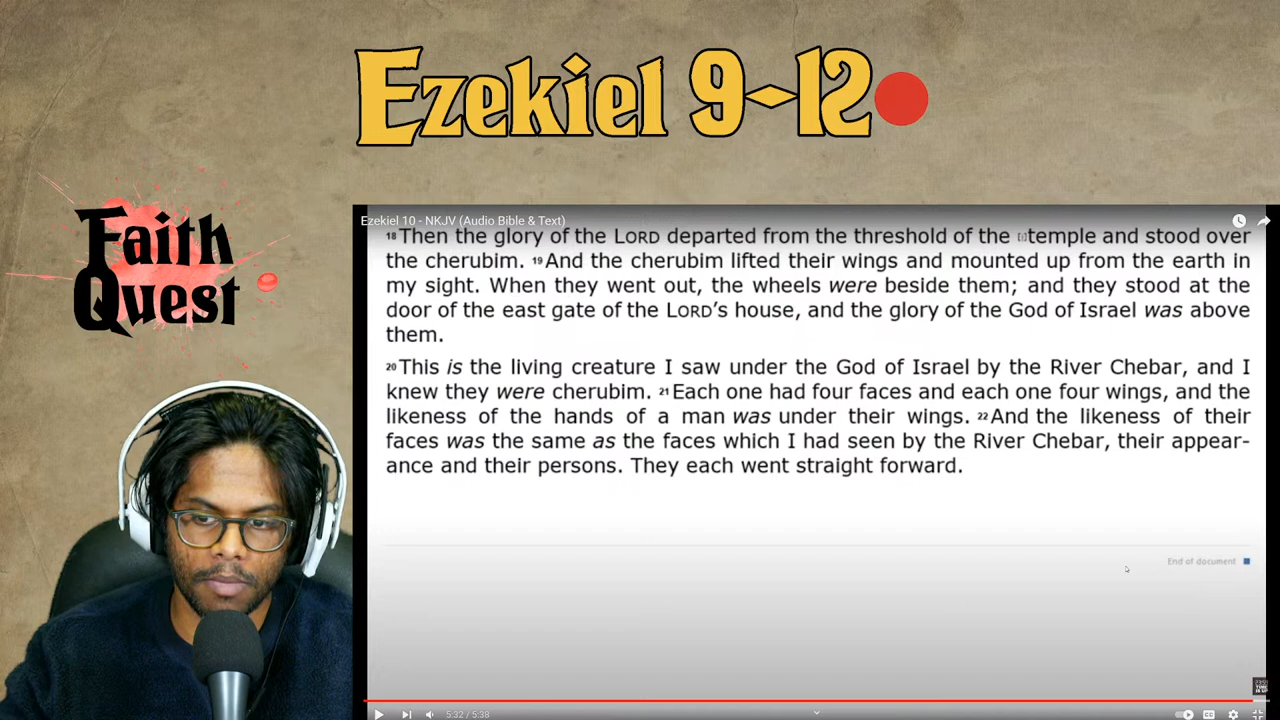 Ezekiel 9-12
Faith
Quest
Ezekiel 10 - NKJV (Audio Bible & Text)
18 Then the glory of the LORD departed from the threshold of the temple and stood over
the cherubim. 19 And the cherubim lifted their wings and mounted up from the earth in
my sight. When they went out, the wheels were beside them; and they stood at the
door of the east gate of the LORD's house, and the glory of the God of Israel was above
them.
20 This is the living creature I saw under the God of Israel by the River Chebar, and I
knew they were cherubim. 21 Each one had four faces and each one four wings, and the
likeness of the hands of a man was under their wings. 22 And the likeness of their
faces was the same as the faces which I had seen by the River Chebar, their appear-
ance and their persons. They each went straight forward.
End of document
5:32 / 5:38